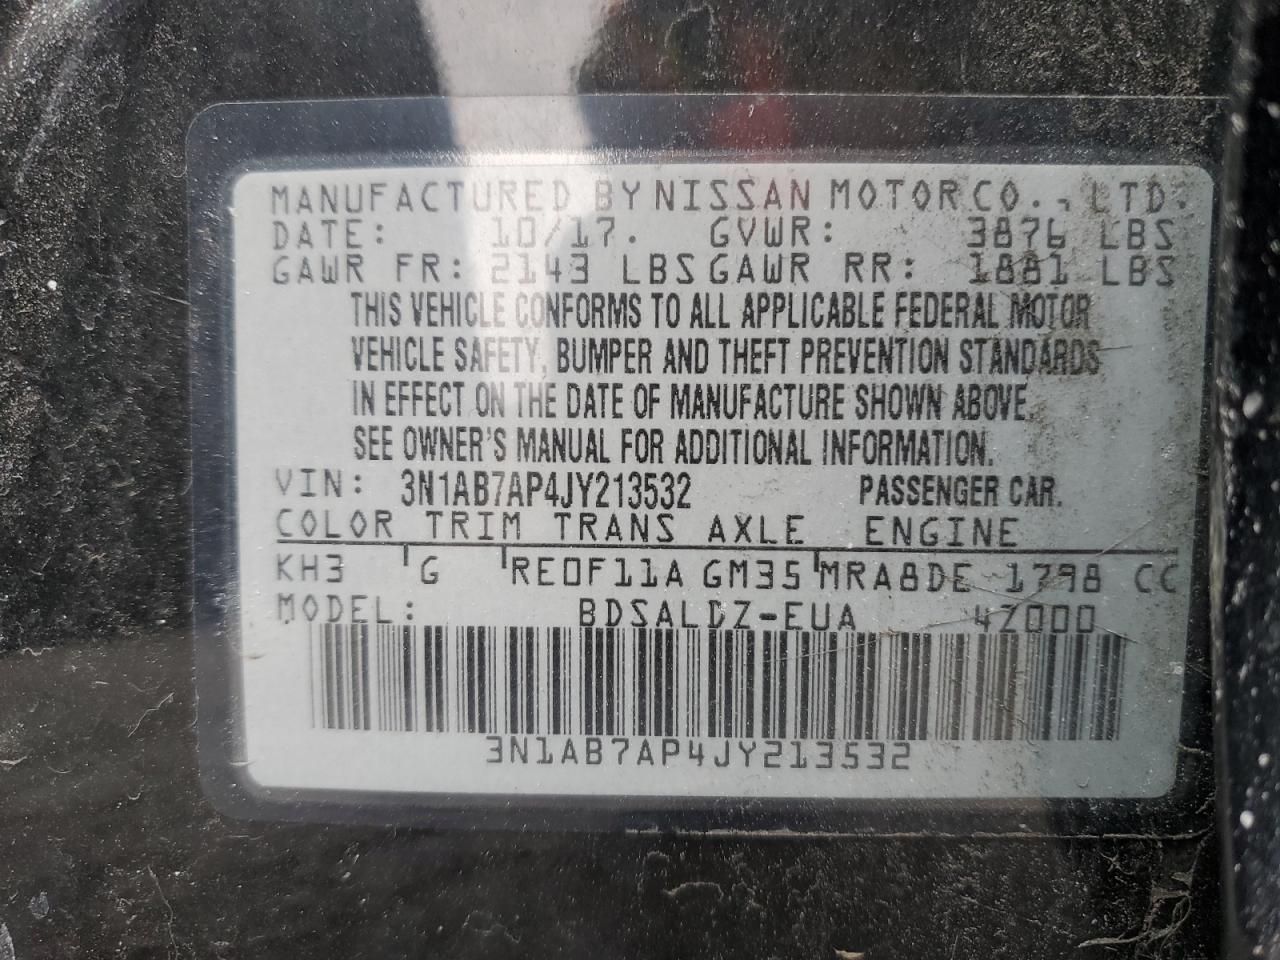 MANUFACTURED BY NISSAN MOTOR CO., LTD.
DATE: 10/17. GVWR: 3876 LBS
GAWR FR: 2143 LBS GAWR RR: 1881 LBS
THIS VEHICLE CONFORMS TO ALL APPLICABLE FEDERAL MOTOR
VEHICLE SAFETY, BUMPER AND THEFT PREVENTION STANDARDS
IN EFFECT ON THE DATE OF MANUFACTURE SHOWN ABOVE.
SEE OWNER'S MANUAL FOR ADDITIONAL INFORMATION.
VIN: 3N1AB7AP4JY213532 PASSENGER CAR.
COLOR TRIM TRANS AXLE ENGINE
KH3 G RE0F11A GM35 MRA8DE 1798 CC
MODEL: BDSALDZ-EUA 4Z000
3N1AB7AP4JY213532